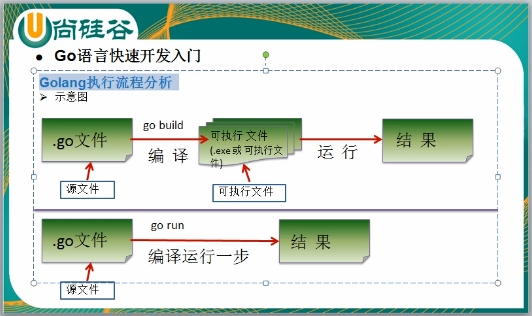 尚硅谷
● Go语言快速开发入门
Golang执行流程分析
➢ 示意图
.go文件
go build
编 译
可执行 文件
(.exe 或 可执行文
件)
运 行
结 果
源文件
可执行文件
.go文件
go run
编译运行一步
结 果
源文件